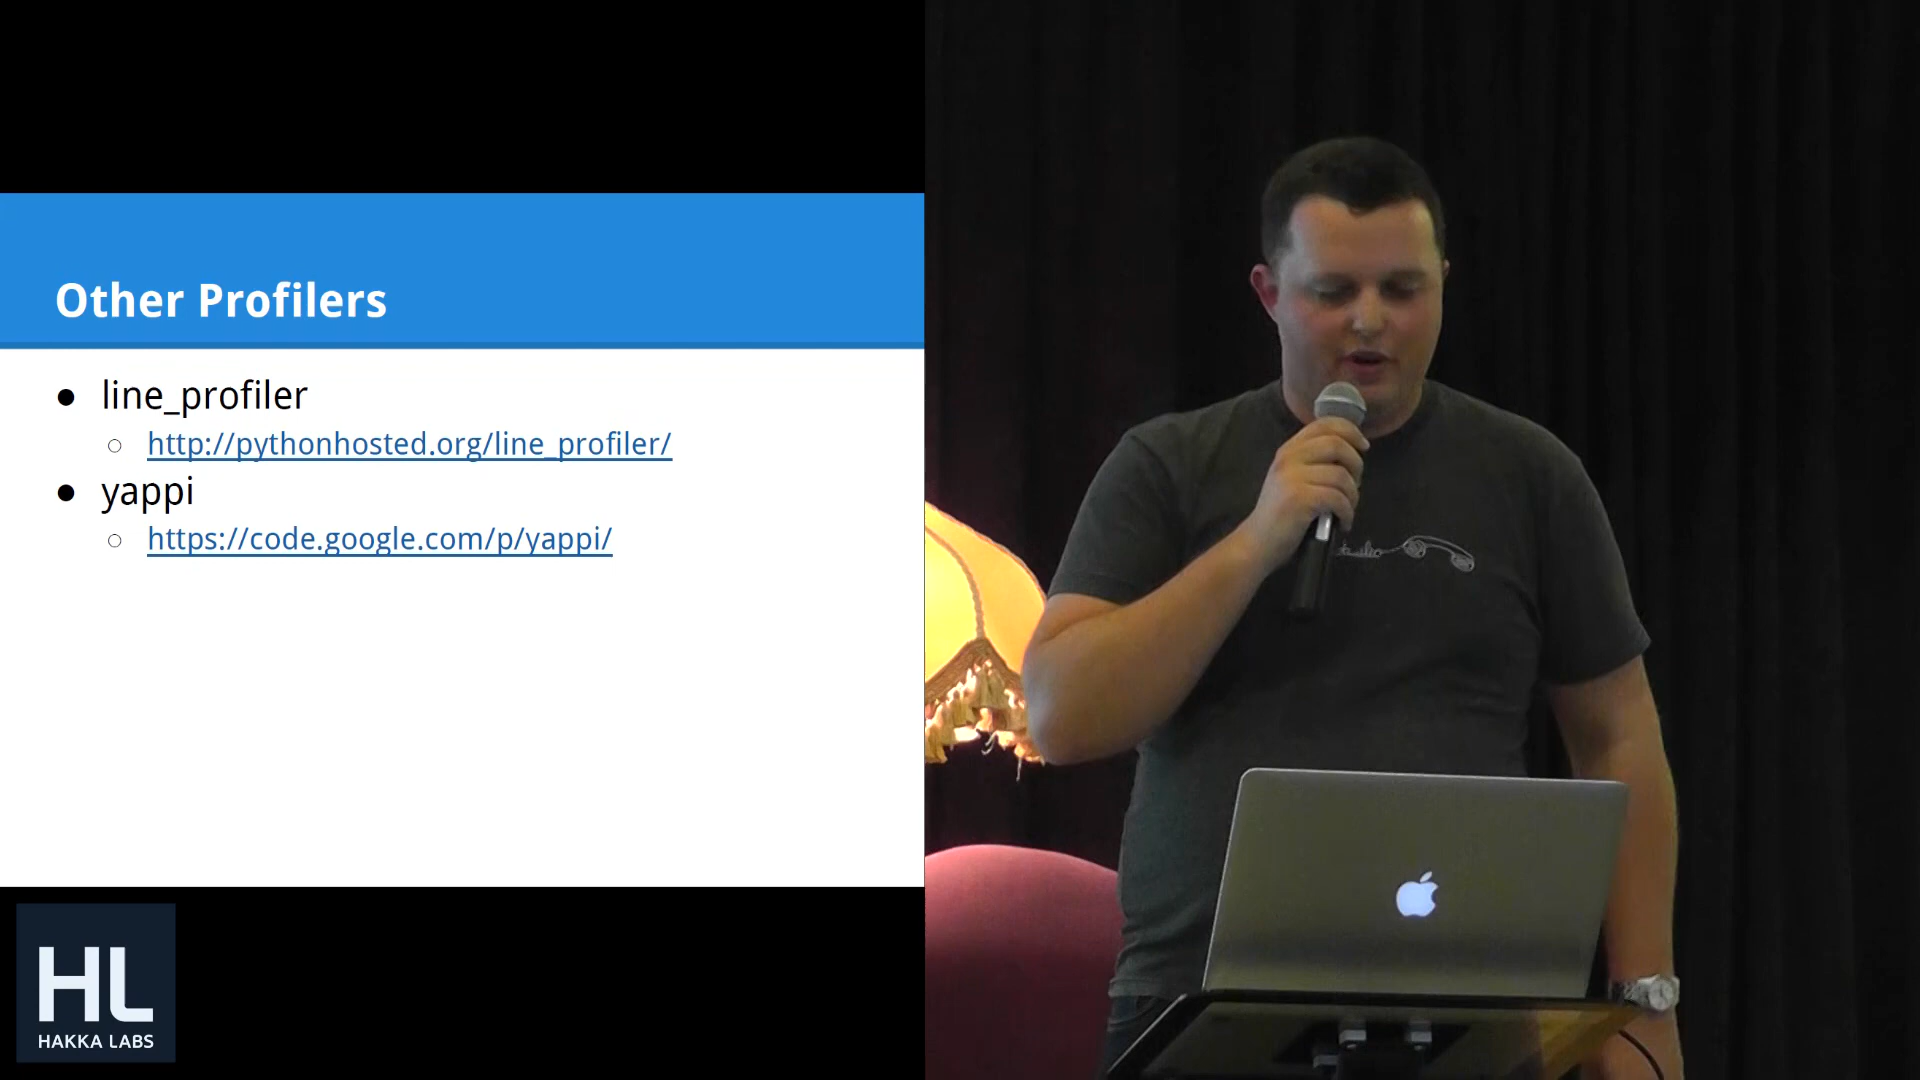 Other Profilers
● line_profiler
○ http://pythonhosted.org/line_profiler/
● yappi
○ https://code.google.com/p/yappi/
HL
HAKKA LABS